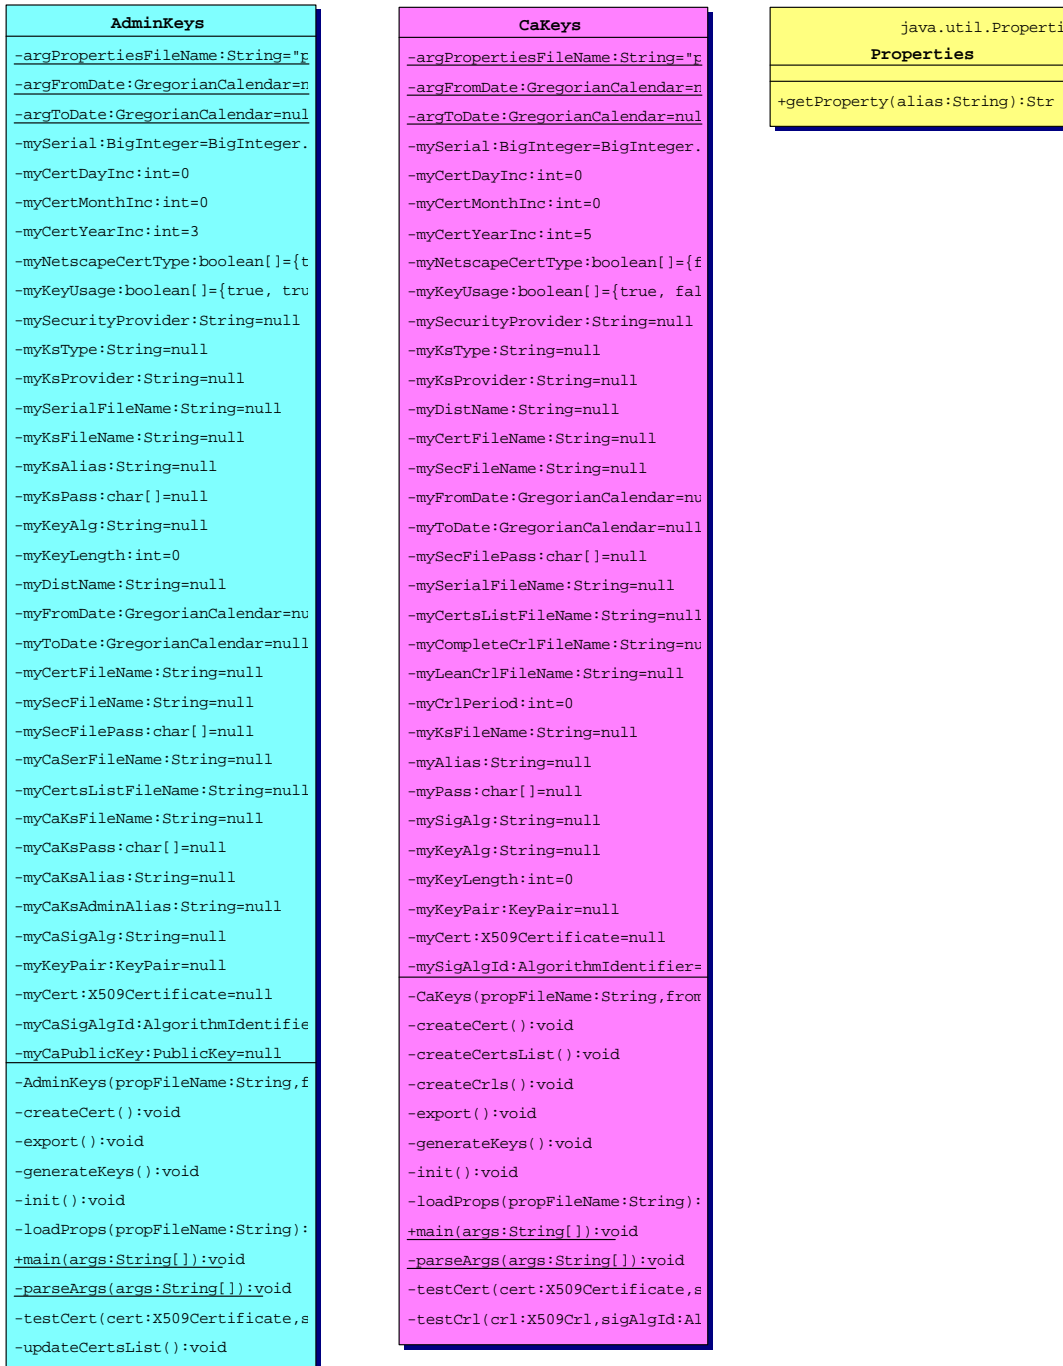 AdminKeys
-argPropertiesFileName:String="p
-argFromDate:GregorianCalendar=n
-argToDate:GregorianCalendar=nul
-mySerial:BigInteger=BigInteger.
-myCertDayInc:int=0
-myCertMonthInc:int=0
-myCertYearInc:int=3
-myNetscapeCertType:boolean[]={t
-myKeyUsage:boolean[]={true, tru
-mySecurityProvider:String=null
-myKsType:String=null
-myKsProvider:String=null
-mySerialFileName:String=null
-myKsFileName:String=null
-myKsAlias:String=null
-myKsPass:char[]=null
-myKeyAlg:String=null
-myKeyLength:int=0
-myDistName:String=null
-myFromDate:GregorianCalendar=nu
-myToDate:GregorianCalendar=null
-myCertFileName:String=null
-mySecFileName:String=null
-mySecFilePass:char[]=null
-myCaSerFileName:String=null
-myCertsListFileName:String=null
-myCaKsFileName:String=null
-myCaKsPass:char[]=null
-myCaKsAlias:String=null
-myCaKsAdminAlias:String=null
-myCaSigAlg:String=null
-myKeyPair:KeyPair=null
-myCert:X509Certificate=null
-myCaSigAlgId:AlgorithmIdentifie
-myCaPublicKey:PublicKey=null
-AdminKeys(propFileName:String,f
-createCert():void
-export():void
-generateKeys():void
-init():void
-loadProps(propFileName:String):
+main(args:String[]):void
-parseArgs(args:String[]):void
-testCert(cert:X509Certificate,s
-updateCertsList():void
CaKeys
-argPropertiesFileName:String="p
-argFromDate:GregorianCalendar=n
-argToDate:GregorianCalendar=nul
-mySerial:BigInteger=BigInteger.
-myCertDayInc:int=0
-myCertMonthInc:int=0
-myCertYearInc:int=5
-myNetscapeCertType:boolean[]={f
-myKeyUsage:boolean[]={true, fal
-mySecurityProvider:String=null
-myKsType:String=null
-myKsProvider:String=null
-myDistName:String=null
-myCertFileName:String=null
-mySecFileName:String=null
-myFromDate:GregorianCalendar=nu
-myToDate:GregorianCalendar=null
-mySecFilePass:char[]=null
-mySerialFileName:String=null
-myCertsListFileName:String=null
-myCompleteCrlFileName:String=nu
-myLeanCrlFileName:String=null
-myCrlPeriod:int=0
-myKsFileName:String=null
-myAlias:String=null
-myPass:char[]=null
-mySigAlg:String=null
-myKeyAlg:String=null
-myKeyLength:int=0
-myKeyPair:KeyPair=null
-myCert:X509Certificate=null
-mySigAlgId:AlgorithmIdentifier=
-CaKeys(propFileName:String,from
-createCert():void
-createCertsList():void
-createCrls():void
-export():void
-generateKeys():void
-init():void
-loadProps(propFileName:String):
+main(args:String[]):void
-parseArgs(args:String[]):void
-testCert(cert:X509Certificate,s
-testCrl(crl:X509Crl,sigAlgId:Al
java.util.Properti
Properties
+getProperty(alias:String):Str